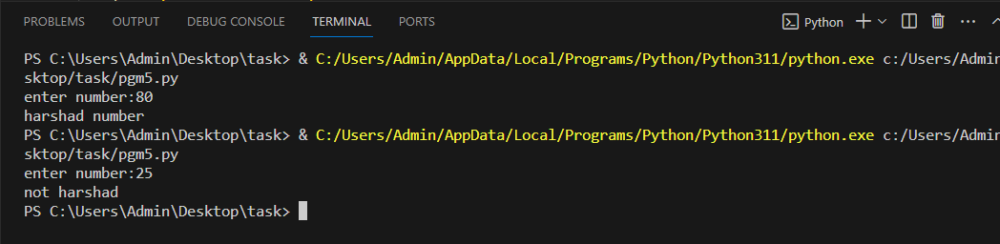 PROBLEMS OUTPUT DEBUG CONSOLE TERMINAL PORTS Python
PS C:\Users\Admin\Desktop\task> & C:/Users/Admin/AppData/Local/Programs/Python/Python311/python.exe c:/Users/Admin
sktop/task/pgm5.py
enter number:80
harshad number
PS C:\Users\Admin\Desktop\task> & C:/Users/Admin/AppData/Local/Programs/Python/Python311/python.exe c:/Users/Admin
sktop/task/pgm5.py
enter number:25
not harshad
PS C:\Users\Admin\Desktop\task>